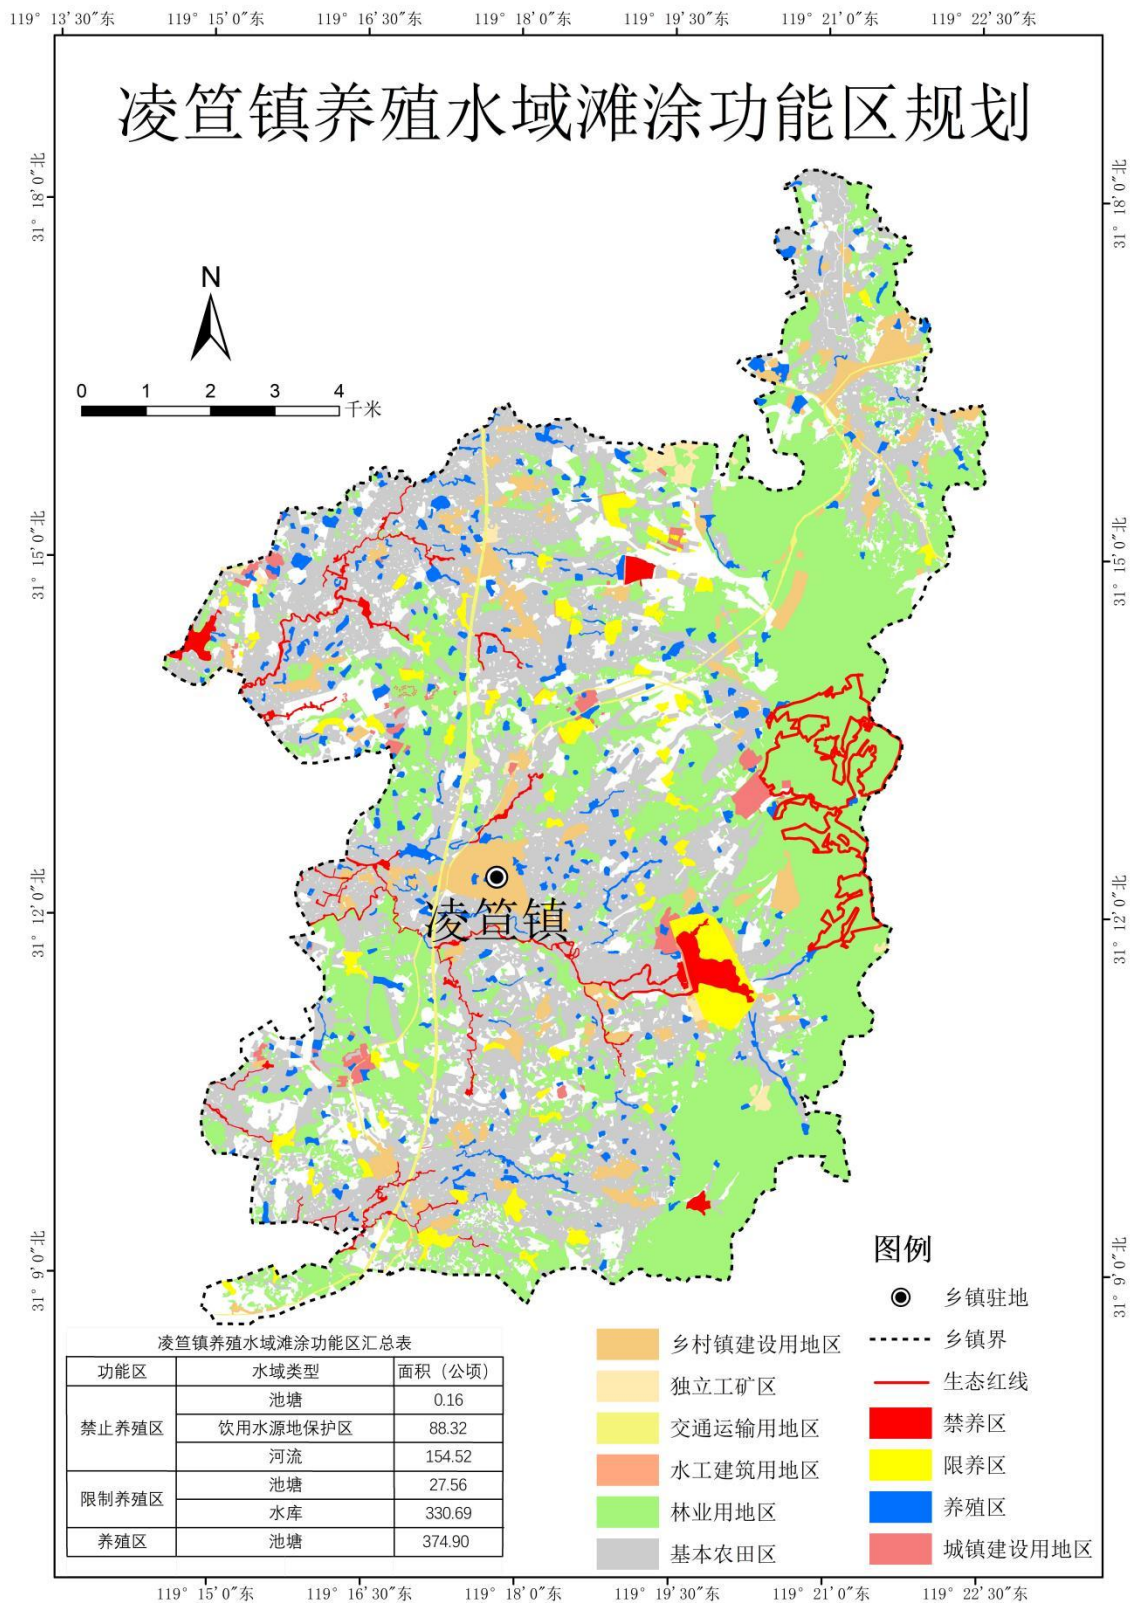 119° 13'30"东 119° 15'0"东 119° 16'30"东 119° 18'0"东 119° 19'30"东 119° 21'0"东 119° 22'30"东
凌笪镇养殖水域滩涂功能区规划
31° 18'0"北 31° 18'0"北
N
0 1 2 3 4
千米
31° 15'0"北 31° 15'0"北
31° 12'0"北 31° 12'0"北
凌笪镇
31° 9'0"北 31° 9'0"北
图例
乡镇驻地
乡镇界
生态红线
禁养区
限养区
养殖区
城镇建设用地区
乡村镇建设用地区
独立工矿区
交通运输用地区
水工建筑用地区
林业用地区
基本农田区
凌笪镇养殖水域滩涂功能区汇总表
功能区 水域类型 面积（公顷）
禁止养殖区 池塘 0.16
饮用水源地保护区 88.32
河流 154.52
限制养殖区 池塘 27.56
水库 330.69
养殖区 池塘 374.90
119° 15'0"东 119° 16'30"东 119° 18'0"东 119° 19'30"东 119° 21'0"东 119° 22'30"东